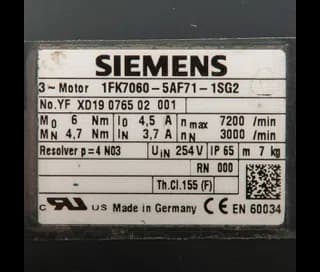 SIEMENS
3~Motor 1FK7060-5AF71-1SG2
No.YF XD19 0765 02 001
M0 6 Nm I0 4,5 A nmax 7200 /min
MN 4,7 Nm IN 3,7 A nN 3000 /min
Resolver p=4 N03 UIN 254 V IP 65 m 7 kg
RN 000
Th.Cl.155 (F)
c RU US Made in Germany CE EN 60034